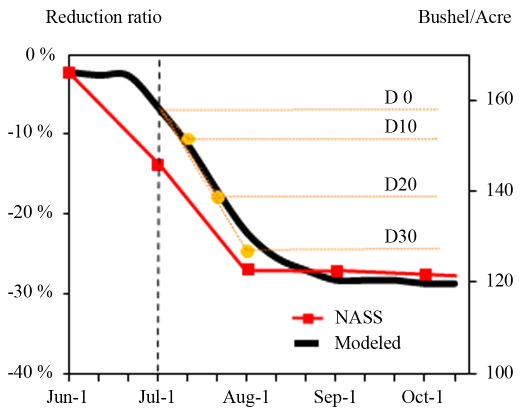 Reduction ratio Bushel/Acre
0 %
D 0 160
D10
-10 %
D20 140
-20 %
D30
120
-30 %
NASS
Modeled
-40 % 100
Jun-1 Jul-1 Aug-1 Sep-1 Oct-1